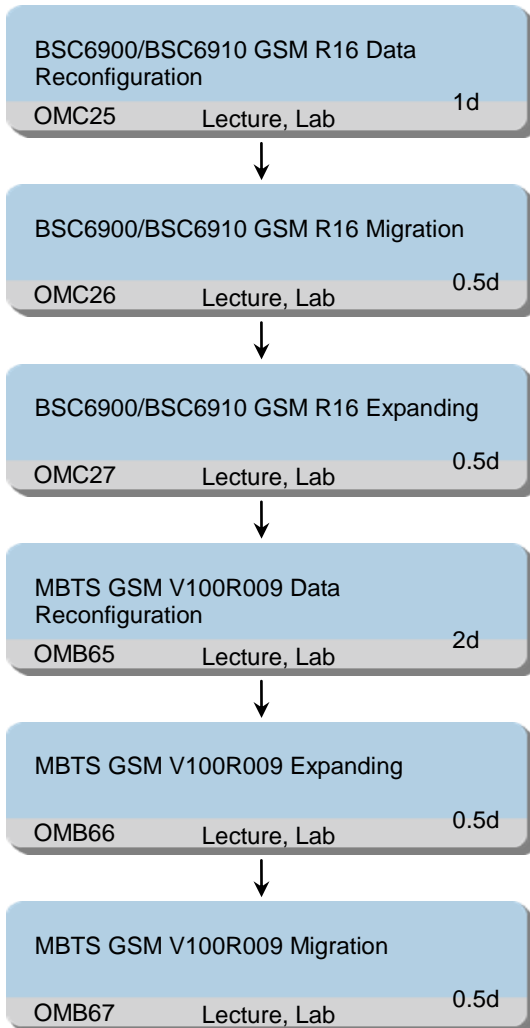 BSC6900/BSC6910 GSM R16 Data
Reconfiguration
1d
OMC25 Lecture, Lab
BSC6900/BSC6910 GSM R16 Migration
0.5d
OMC26 Lecture, Lab
BSC6900/BSC6910 GSM R16 Expanding
0.5d
OMC27 Lecture, Lab
MBTS GSM V100R009 Data
Reconfiguration
2d
OMB65 Lecture, Lab
MBTS GSM V100R009 Expanding
0.5d
OMB66 Lecture, Lab
MBTS GSM V100R009 Migration
0.5d
OMB67 Lecture, Lab